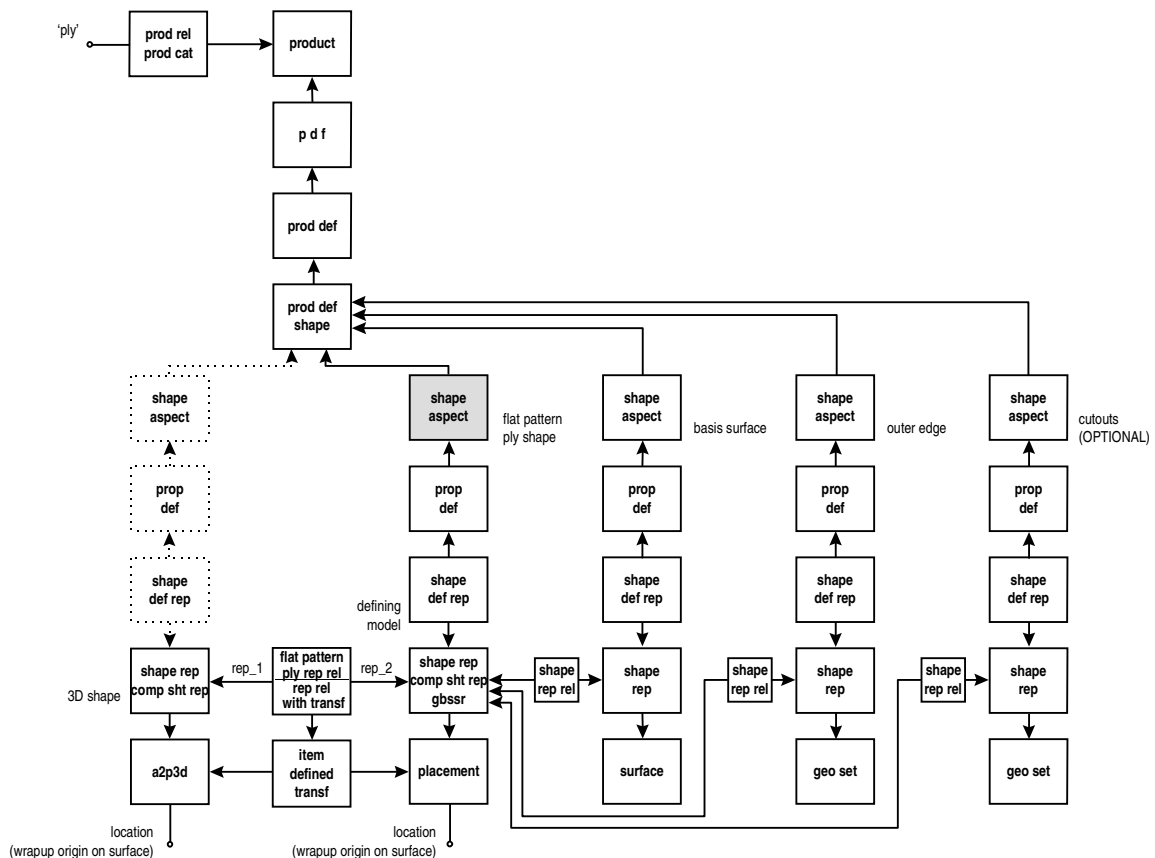 'ply'
prod rel
prod cat
product
p d f
prod def
prod def
shape
shape
aspect
shape
aspect
flat pattern
ply shape
shape
aspect
basis surface
shape
aspect
outer edge
shape
aspect
cutouts
(OPTIONAL)
prop
def
prop
def
prop
def
prop
def
prop
def
shape
def rep
defining
model
shape
def rep
shape
def rep
shape
def rep
shape
def rep
3D shape
shape rep
comp sht rep
rep_1
flat pattern
ply rep rel
rep rel
with transf
rep_2
shape rep
comp sht rep
gbssr
shape
rep rel
shape
rep
shape
rep rel
shape
rep
shape
rep rel
shape
rep
a2p3d
item
defined
transf
placement
surface
geo set
geo set
location
(wrapup origin on surface)
location
(wrapup origin on surface)